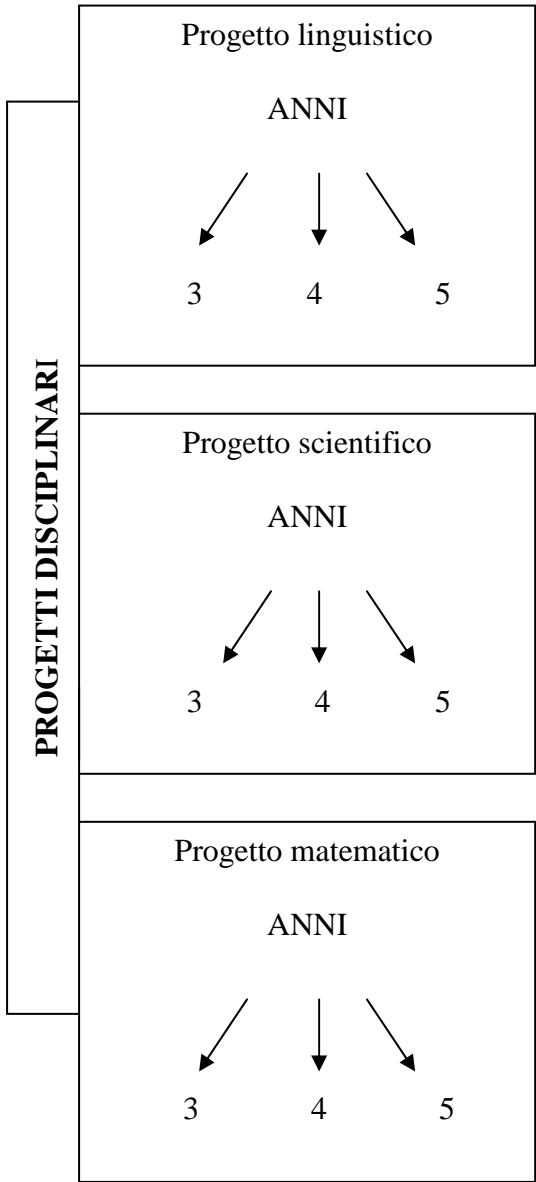 PROGETTI DISCIPLINARI
Progetto linguistico
ANNI
3 4 5
Progetto scientifico
ANNI
3 4 5
Progetto matematico
ANNI
3 4 5